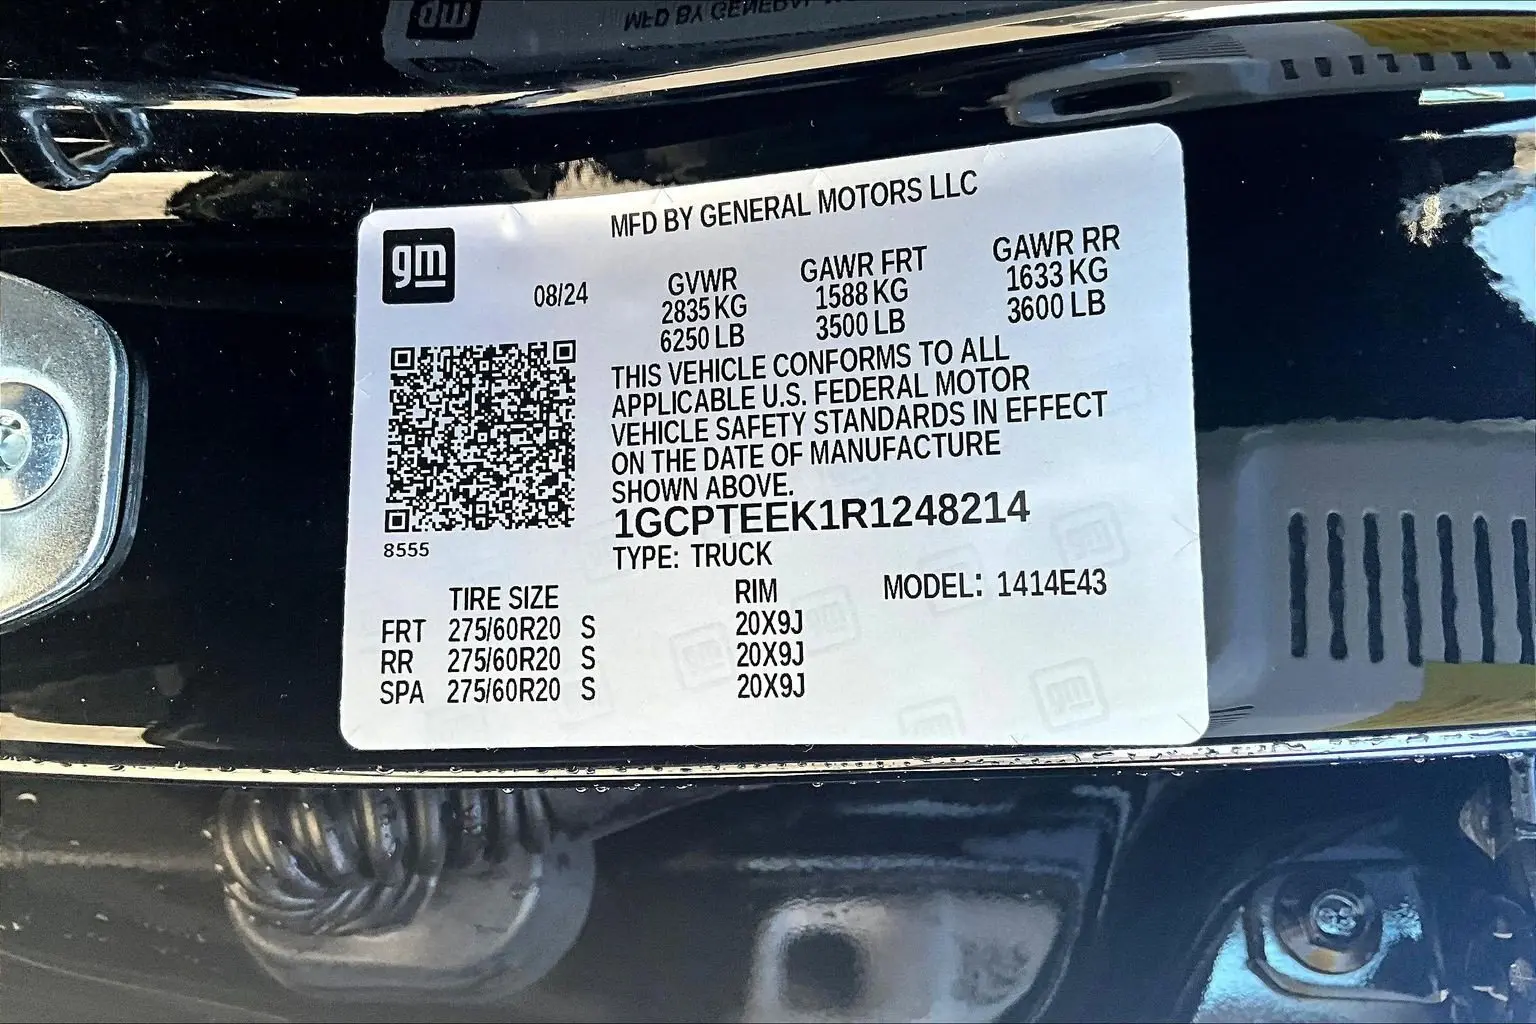 gm
MFD BY GENERAL MOTORS LLC
08/24
GVWR GAWR FRT GAWR RR
2835 KG 1588 KG 1633 KG
6250 LB 3500 LB 3600 LB
THIS VEHICLE CONFORMS TO ALL
APPLICABLE U.S. FEDERAL MOTOR
VEHICLE SAFETY STANDARDS IN EFFECT
ON THE DATE OF MANUFACTURE
SHOWN ABOVE.
1GCPTEEK1R1248214
8555
TYPE: TRUCK
TIRE SIZE RIM MODEL: 1414E43
FRT 275/60R20 S 20X9J
RR 275/60R20 S 20X9J
SPA 275/60R20 S 20X9J